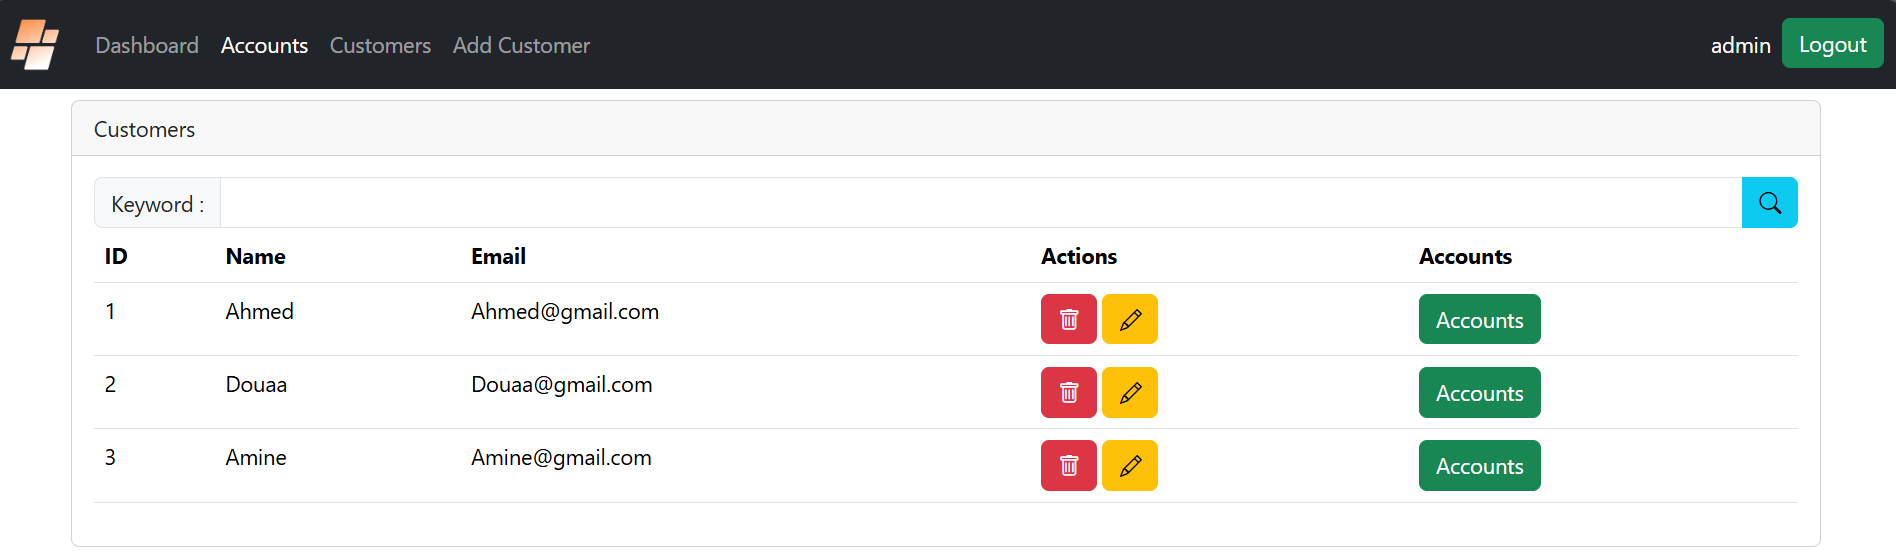 Dashboard Accounts Customers Add Customer admin Logout
Customers
Keyword :
ID Name Email Actions Accounts
1 Ahmed Ahmed@gmail.com Accounts
2 Douaa Douaa@gmail.com Accounts
3 Amine Amine@gmail.com Accounts